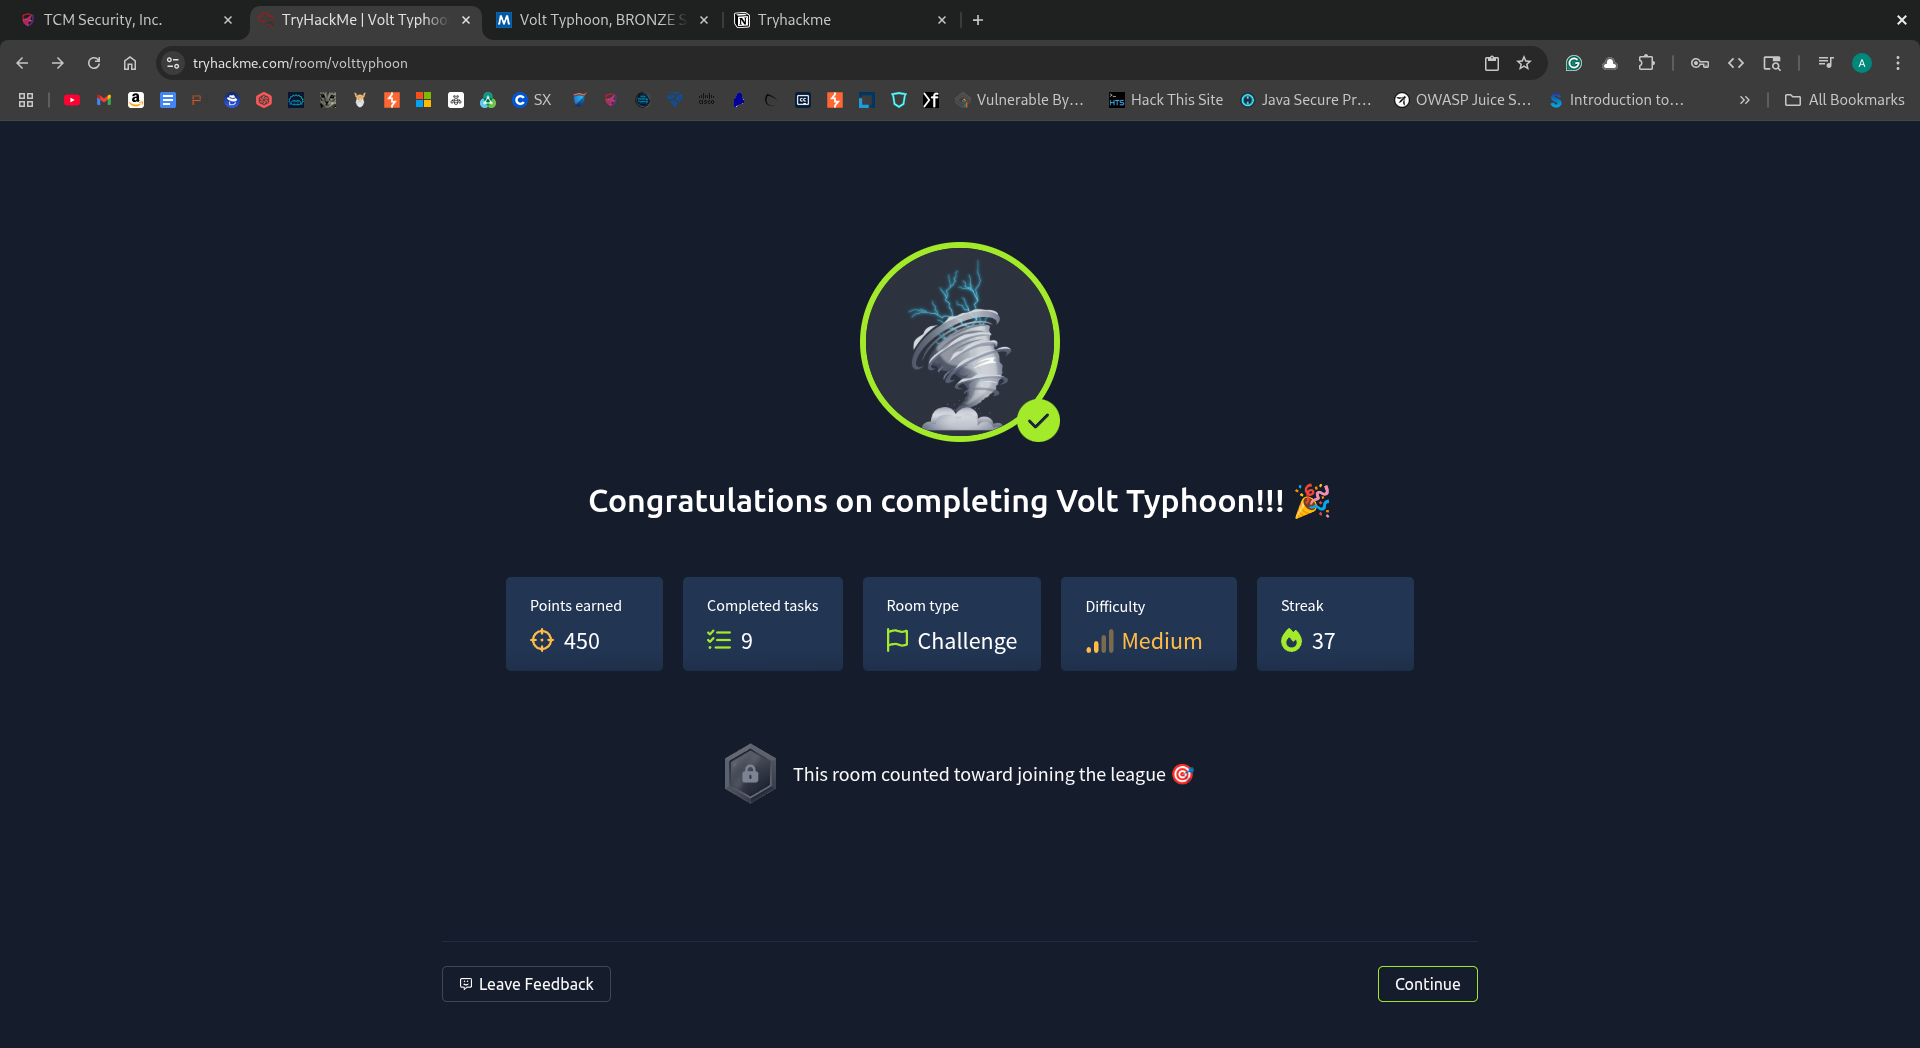 TCM Security, Inc.
TryHackMe | Volt Typhoo
Volt Typhoon, BRONZE S
Tryhackme
tryhackme.com/room/volttyphoon
A
SX
Vulnerable By...
Hack This Site
Java Secure Pr...
OWASP Juice S...
Introduction to...
All Bookmarks
Congratulations on completing Volt Typhoon!!! 🎉
Points earned
450
Completed tasks
9
Room type
Challenge
Difficulty
Medium
Streak
37
This room counted toward joining the league 🎯
Leave Feedback
Continue